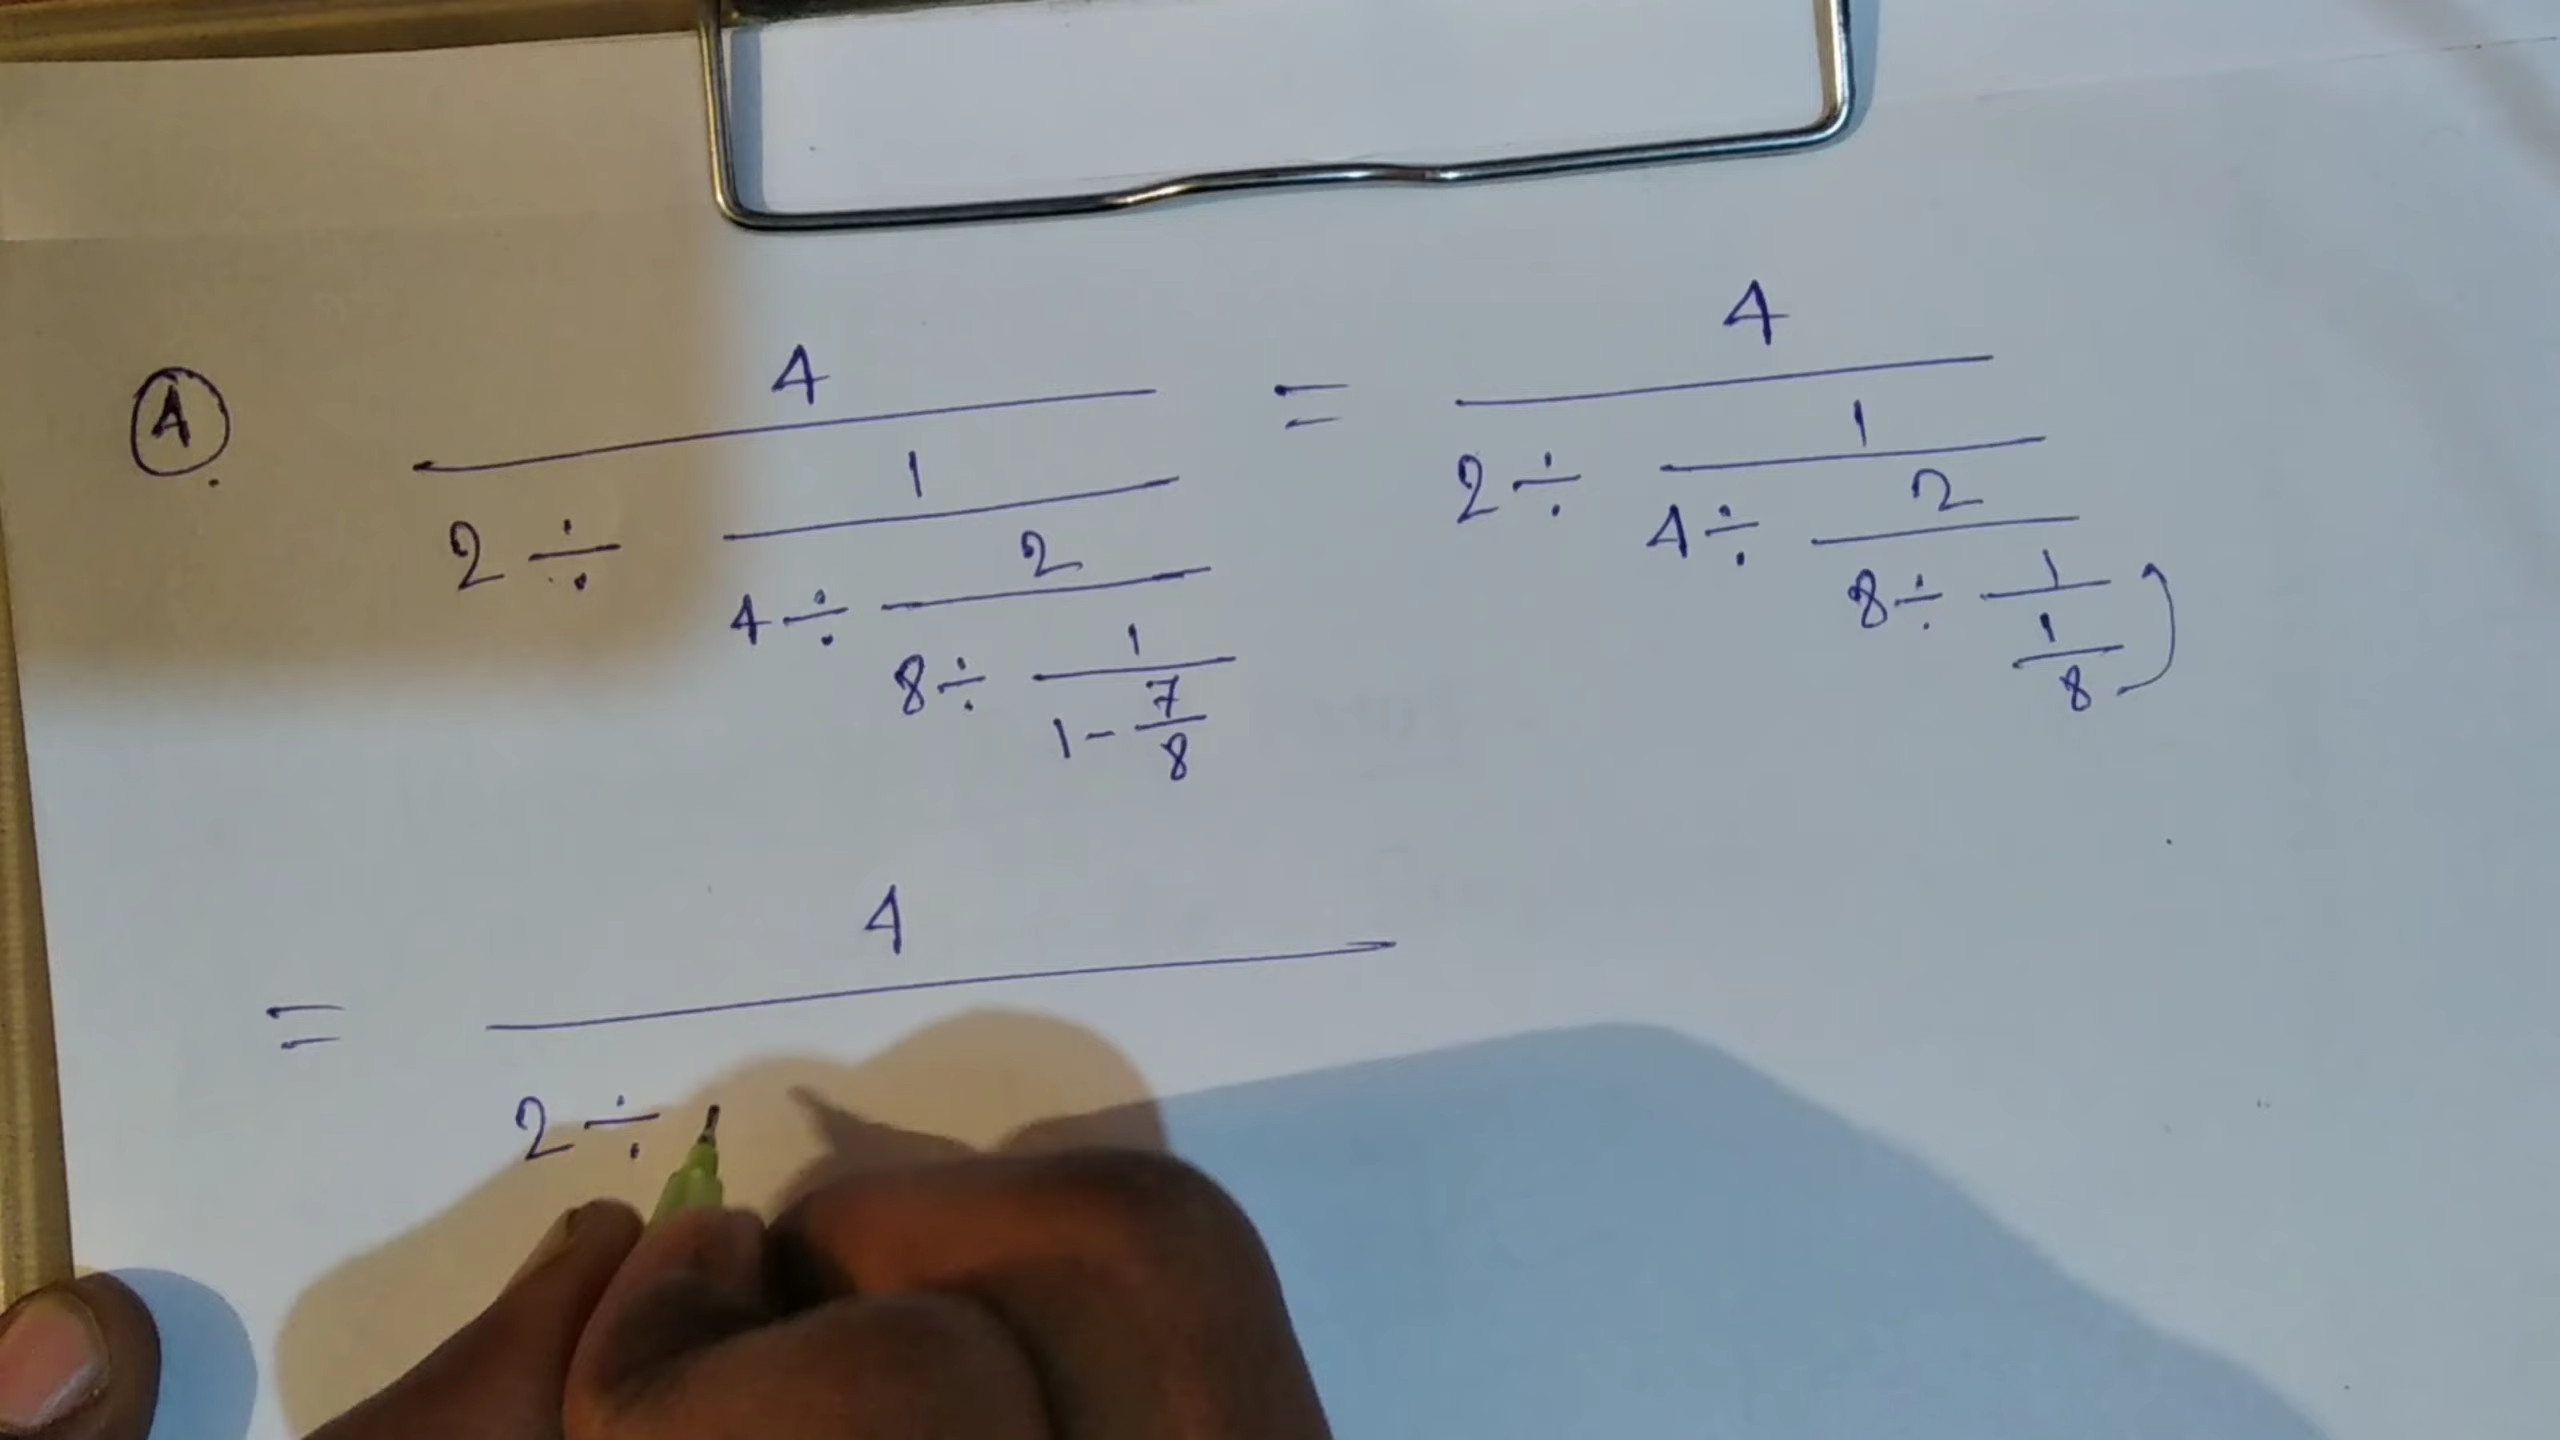 A. 4 = 4
2 ÷ 1 2 ÷ 1
4 ÷ 2 4 ÷ 2
8 ÷ 1 8 ÷ 1
1 - 7/8 1/8
= 4
2 ÷